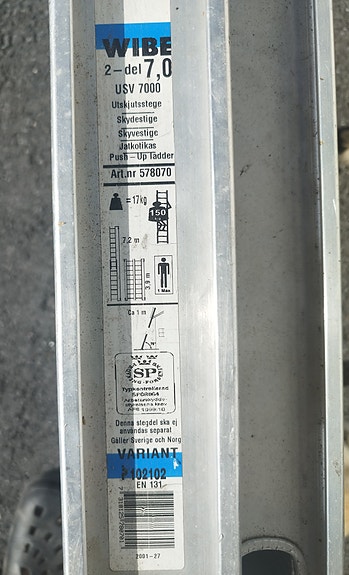 WIBE
2-del 7,0
USV 7000
Utskjutsstege
Skydestige
Skyvestige
Jatkotikas
Push-Up ladder
Art.nr 578070
=17kg
150
7,2 m
3,9 m
1 Max
Ca 1 m
SP
Typkontrollerad
Denna stegdel ska ej
användas separat
Gäller Sverige och Norg
VARIANT
P 102102
EN 131
2001-27